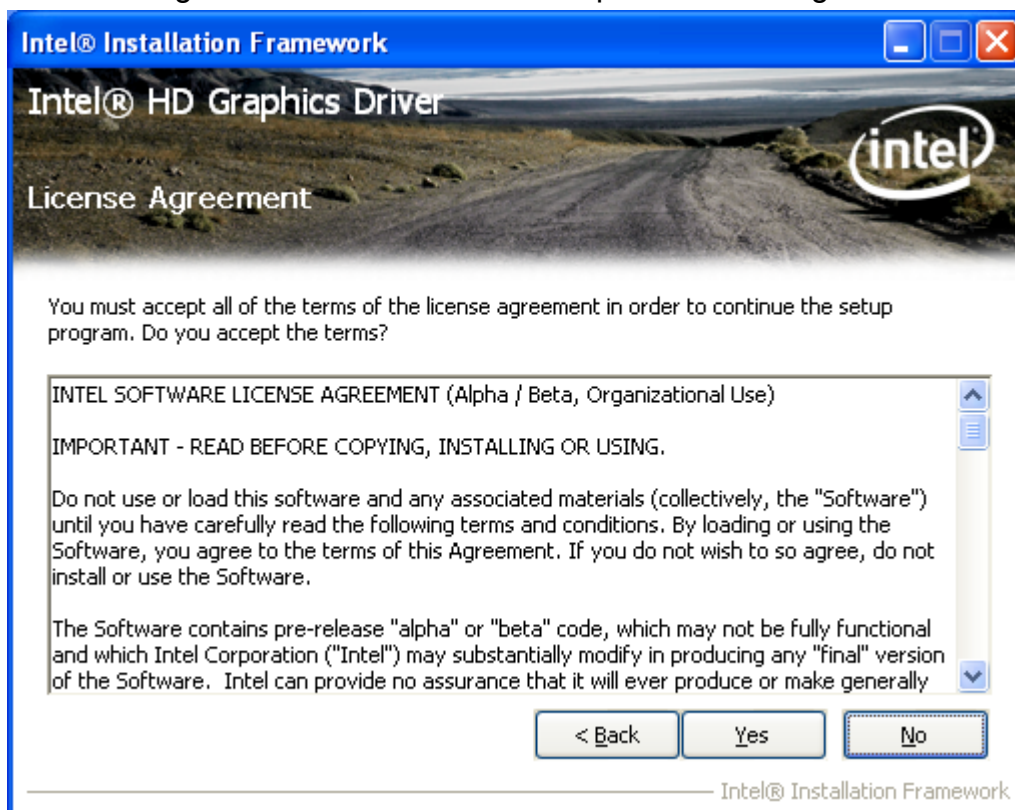 Intel® Installation Framework
Intel® HD Graphics Driver
intel
License Agreement
You must accept all of the terms of the license agreement in order to continue the setup
program. Do you accept the terms?
INTEL SOFTWARE LICENSE AGREEMENT (Alpha / Beta, Organizational Use)
IMPORTANT - READ BEFORE COPYING, INSTALLING OR USING.
Do not use or load this software and any associated materials (collectively, the "Software")
until you have carefully read the following terms and conditions. By loading or using the
Software, you agree to the terms of this Agreement. If you do not wish to so agree, do not
install or use the Software.
The Software contains pre-release "alpha" or "beta" code, which may not be fully functional
and which Intel Corporation ("Intel") may substantially modify in producing any "final" version
of the Software.  Intel can provide no assurance that it will ever produce or make generally
< Back
Yes
No
Intel® Installation Framework